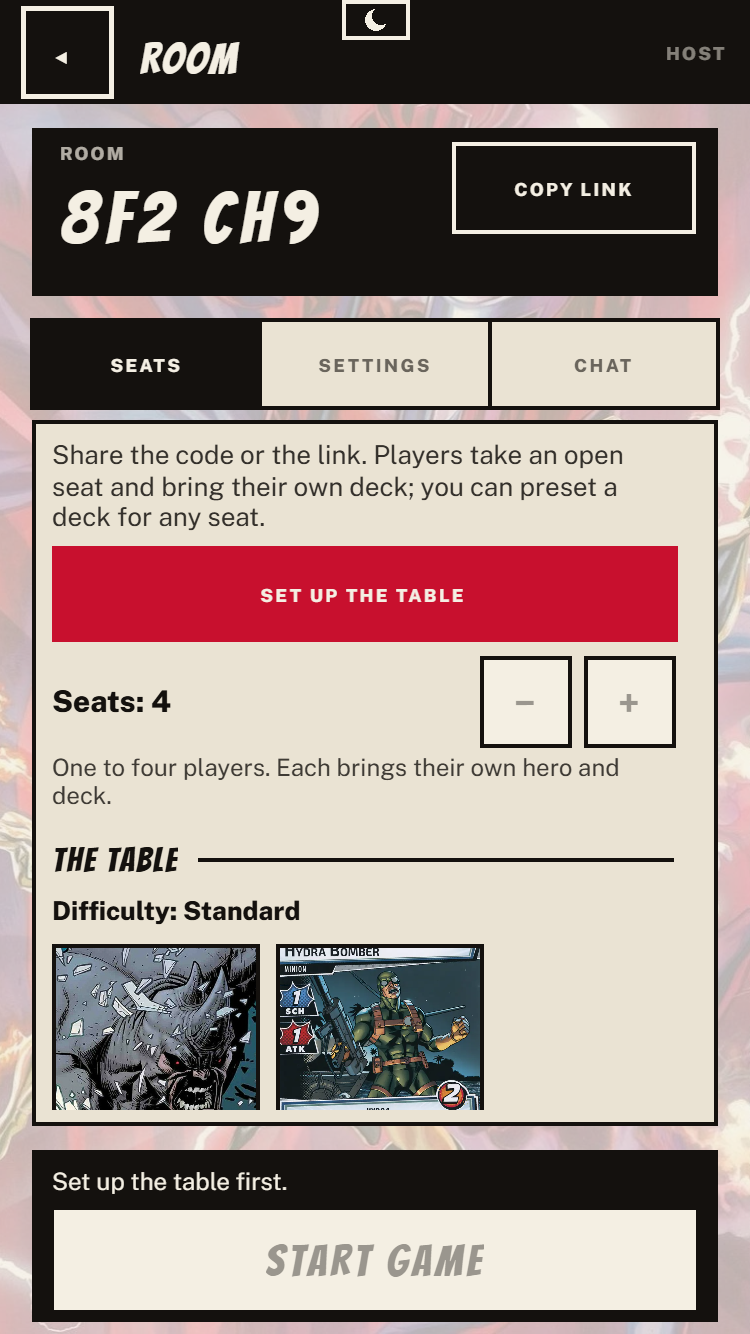 ROOM
HOST
ROOM
8F2 CH9
COPY LINK
SEATS
SETTINGS
CHAT
Share the code or the link. Players take an open
seat and bring their own deck; you can preset a
deck for any seat.
SET UP THE TABLE
Seats: 4
−
+
One to four players. Each brings their own hero and
deck.
THE TABLE
Difficulty: Standard
HYDRA BOMBER
MINION
1
SCH
1
ATK
2
Set up the table first.
START GAME